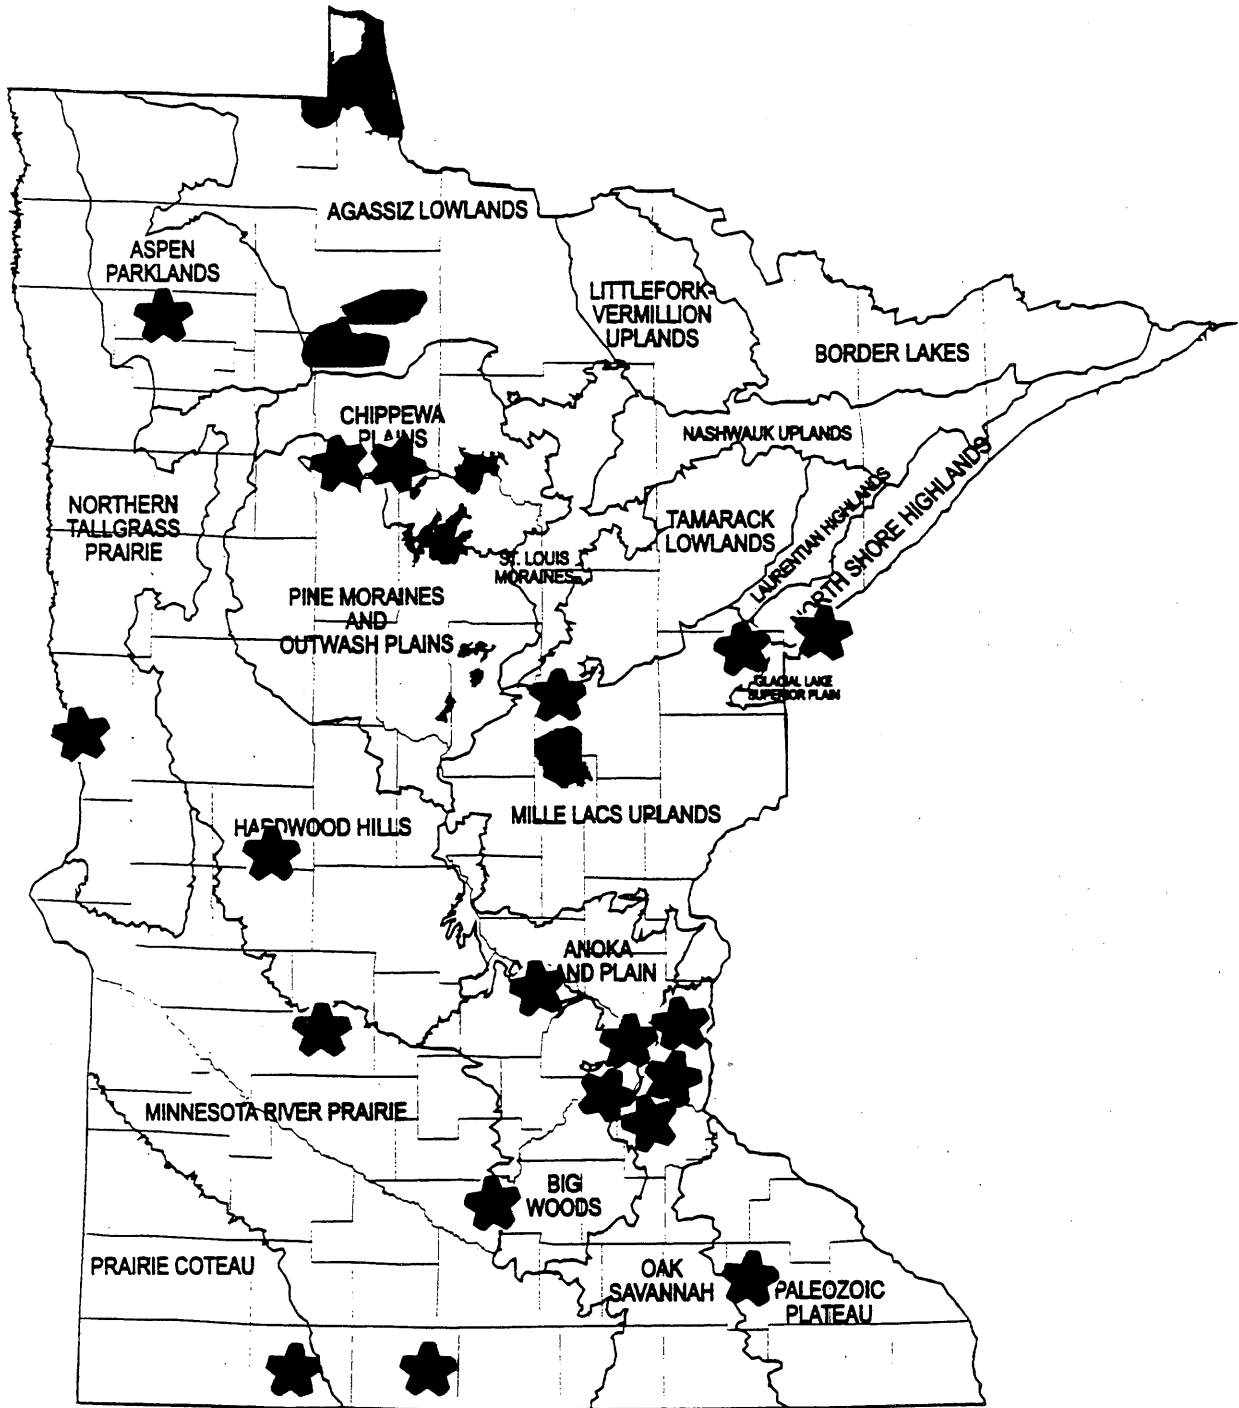 AGASSIZ LOWLANDS
ASPEN
PARKLANDS
LITTLEFORK-
VERMILLION
UPLANDS
BORDER LAKES
CHIPPEWA
PLAINS
NASHWAUK UPLANDS
NORTHERN
TALLGRASS
PRAIRIE
TAMARACK
LOWLANDS
LAURENTIAN HIGHLANDS
NORTH SHORE HIGHLANDS
ST. LOUIS
MORAINES
PINE MORAINES
AND
OUTWASH PLAINS
GLACIAL LAKE
SUPERIOR PLAIN
HARDWOOD HILLS
MILLE LACS UPLANDS
ANOKA
AND PLAIN
MINNESOTA RIVER PRAIRIE
BIG
WOODS
PRAIRIE COTEAU
OAK
SAVANNAH
PALEOZOIC
PLATEAU